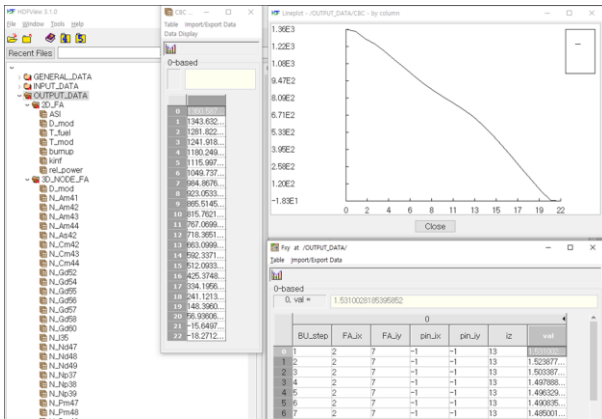 HDFView 3.1.0
File Window Tools Help
Recent Files
GENERAL_DATA
INPUT_DATA
OUTPUT_DATA
2D_FA
ASI
D_mod
T_fuel
T_mod
burnup
kinf
rel_power
3D_NODE_FA
D_mod
N_Am41
N_Am42
N_Am43
N_Am44
N_As42
N_Cm42
N_Cm43
N_Cm44
N_Gd52
N_Gd54
N_Gd55
N_Gd56
N_Gd57
N_Gd58
N_Gd60
N_I35
N_Nd47
N_Nd48
N_Nd49
N_Np37
N_Np38
N_Np39
N_Pm47
N_Pm48
CBC ...
Table Import/Export Data
Data Display
0-based
0
1 1343.632...
2 1281.822...
3 1241.918...
4 1180.249...
5 1115.997...
6 1049.737...
7 984.8676...
8 923.0533...
9 865.5145...
10 815.7621...
11 767.0699...
12 718.3651...
13 663.0999...
14 592.3371...
15 512.0933...
16 425.3748...
17 334.1956...
18 241.1213...
19 148.3960...
20 56.93606...
21 -15.6497...
22 -18.2712...
Lineplot - /OUTPUT_DATA/CBC - by column
1.36E3
1.22E3
1.08E3
9.47E2
8.09E2
6.71E2
5.33E2
3.95E2
2.58E2
1.20E2
-1.83E1
0 2 4 6 8 11 13 15 17 19 22
Close
Fxy at /OUTPUT_DATA/
Table Import/Export Data
0-based
0, val = 1.5310028185395852
0
BU_step FA_ix FA_iy pin_ix pin_iy iz val
0 1 2 7 -1 -1 13
1 2 2 7 -1 -1 13 1.523877...
2 3 2 7 -1 -1 13 1.503387...
3 4 2 7 -1 -1 13 1.497888...
4 5 2 7 -1 -1 13 1.496329...
5 6 2 7 -1 -1 13 1.490835...
6 7 2 7 -1 -1 13 1.485001...